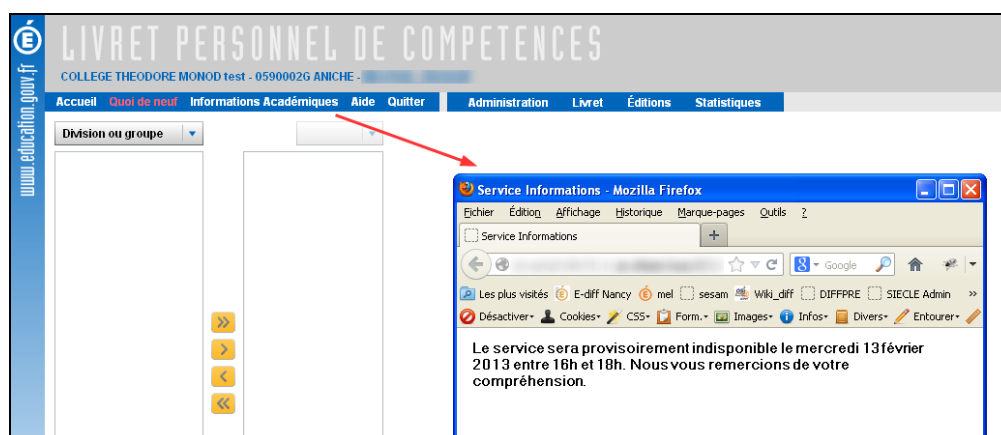 www.education.gouv.fr
LIVRET PERSONNEL DE COMPETENCES
COLLEGE THEODORE MONOD test - 0590002G ANICHE -
Accueil Quoi de neuf Informations Académiques Aide Quitter Administration Livret Éditions Statistiques
Division ou groupe
Service Informations - Mozilla Firefox
Fichier Édition Affichage Historique Marque-pages Outils ?
Service Informations +
Google
Les plus visités E-diff Nancy mel sesam Wiki_diff DIFFPRE SIECLE Admin »
Désactiver Cookies CSS Form. Images Infos Divers Entourer
Le service sera provisoirement indisponible le mercredi 13 février
2013 entre 16h et 18h. Nous vous remercions de votre
compréhension.